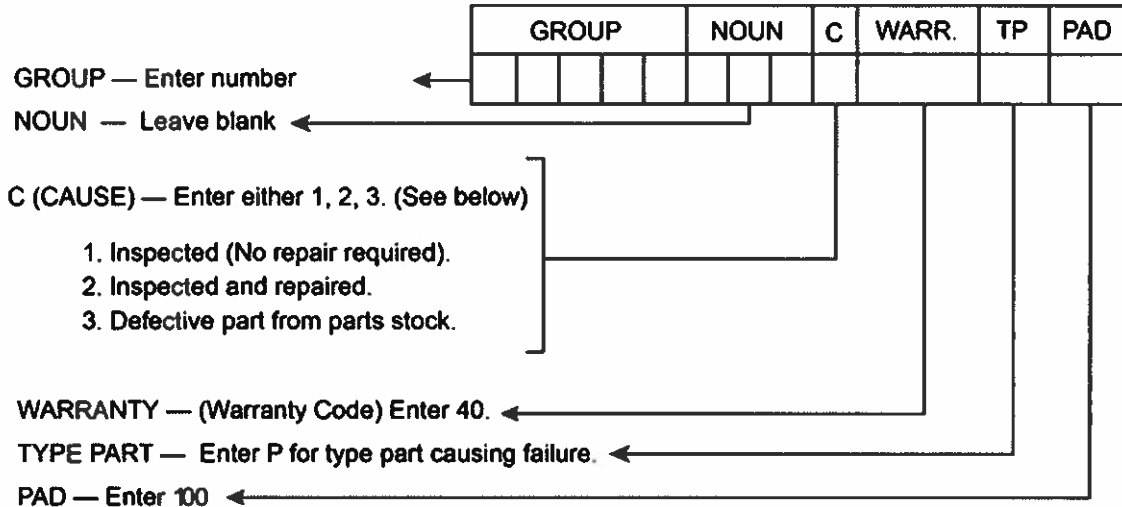 GROUP NOUN C WARR. TP PAD
GROUP — Enter number
NOUN — Leave blank
C (CAUSE) — Enter either 1, 2, 3. (See below)
1. Inspected (No repair required).
2. Inspected and repaired.
3. Defective part from parts stock.
WARRANTY — (Warranty Code) Enter 40.
TYPE PART — Enter P for type part causing failure.
PAD — Enter 100